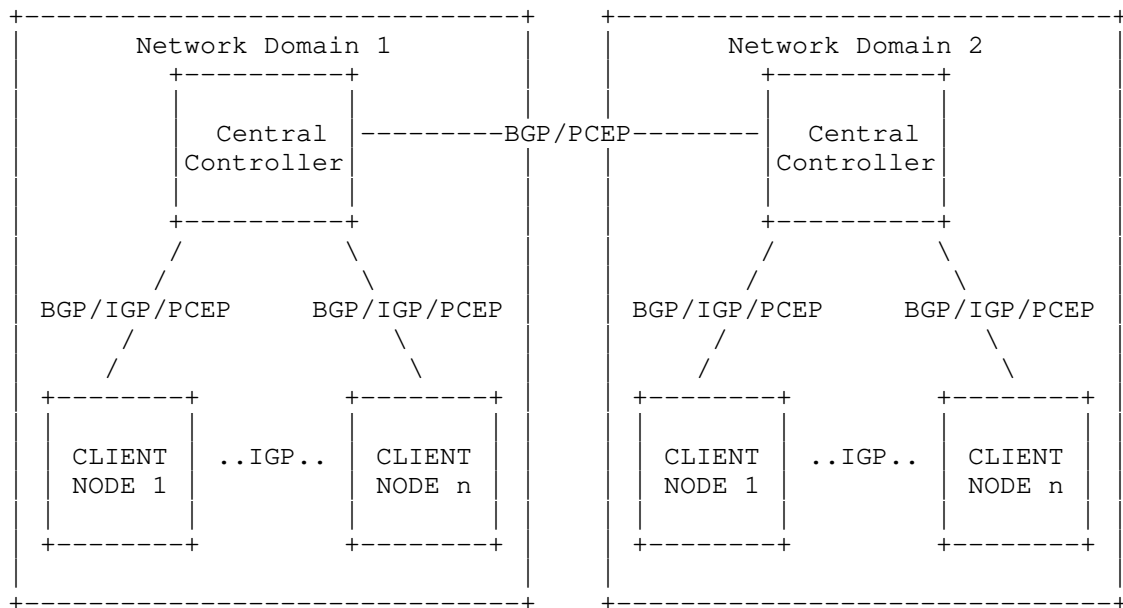 Network Domain 1 Network Domain 2
Central BGP/PCEP Central
Controller Controller
BGP/IGP/PCEP BGP/IGP/PCEP BGP/IGP/PCEP BGP/IGP/PCEP
CLIENT ..IGP.. CLIENT CLIENT ..IGP.. CLIENT
NODE 1 NODE n NODE 1 NODE n